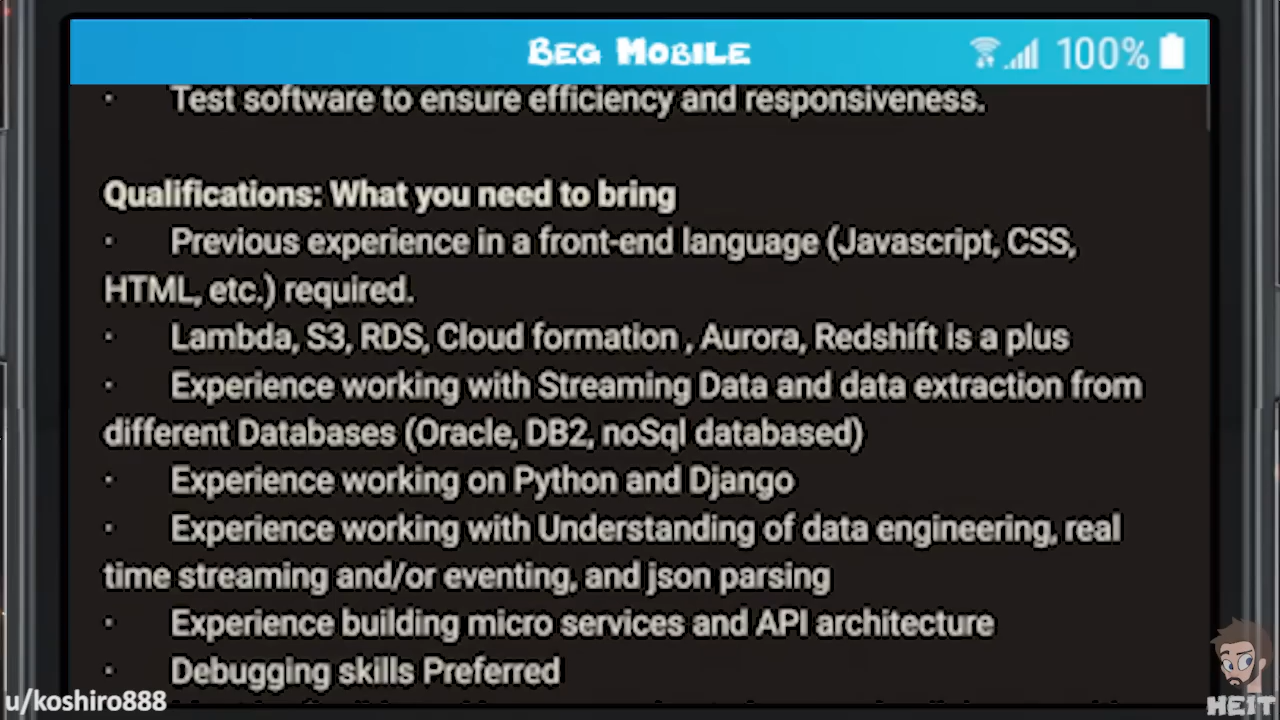 Beg Mobile
100%
· Test software to ensure efficiency and responsiveness.
Qualifications: What you need to bring
· Previous experience in a front-end language (Javascript, CSS,
HTML, etc.) required.
· Lambda, S3, RDS, Cloud formation , Aurora, Redshift is a plus
· Experience working with Streaming Data and data extraction from
different Databases (Oracle, DB2, noSql databased)
· Experience working on Python and Django
· Experience working with Understanding of data engineering, real
time streaming and/or eventing, and json parsing
· Experience building micro services and API architecture
· Debugging skills Preferred
u/koshiro888
HEIT